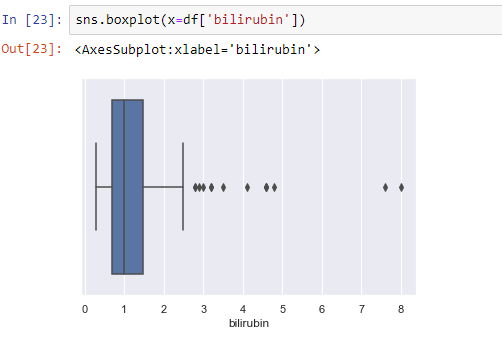 In [23]: sns.boxplot(x=df['bilirubin'])
Out[23]: <AxesSubplot:xlabel='bilirubin'>
0 1 2 3 4 5 6 7 8
bilirubin